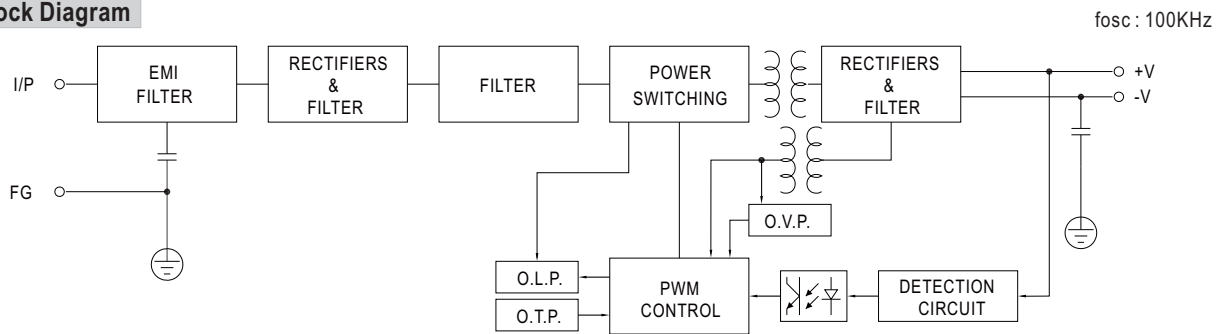 ock Diagram
fosc : 100KHz
I/P
EMI
FILTER
RECTIFIERS
&
FILTER
FILTER
POWER
SWITCHING
RECTIFIERS
&
FILTER
+V
-V
FG
O.V.P.
O.L.P.
O.T.P.
PWM
CONTROL
DETECTION
CIRCUIT